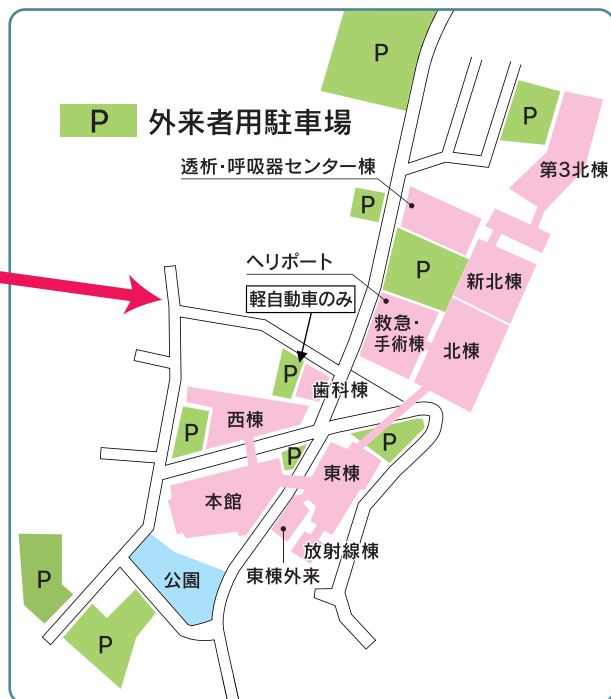 P
P 外来者用駐車場
P
第3北棟
透析・呼吸器センター棟
P
ヘリポート
P
新北棟
軽自動車のみ
救急・
手術棟
北棟
P
歯科棟
P
西棟
P
P
東棟
本館
放射線棟
東棟外来
公園
P
P